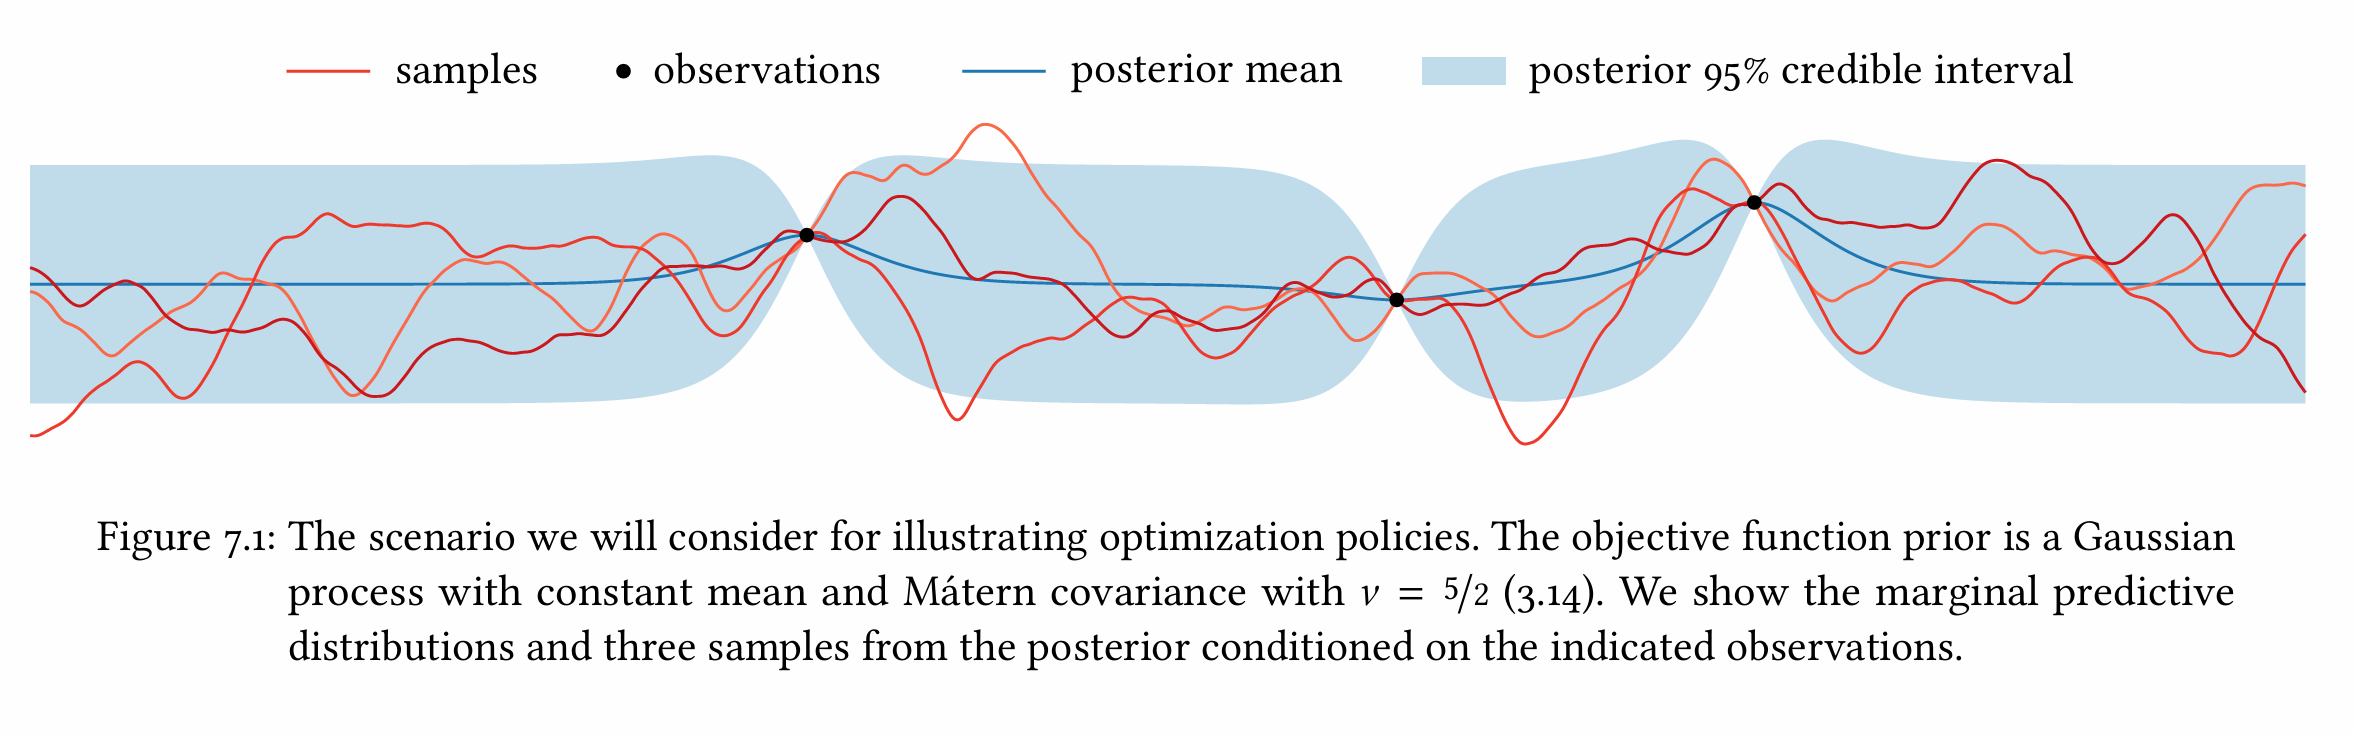 samples observations posterior mean posterior 95% credible interval
Figure 7.1: The scenario we will consider for illustrating optimization policies. The objective function prior is a Gaussian
process with constant mean and Mátern covariance with ν = 5/2 (3.14). We show the marginal predictive
distributions and three samples from the posterior conditioned on the indicated observations.